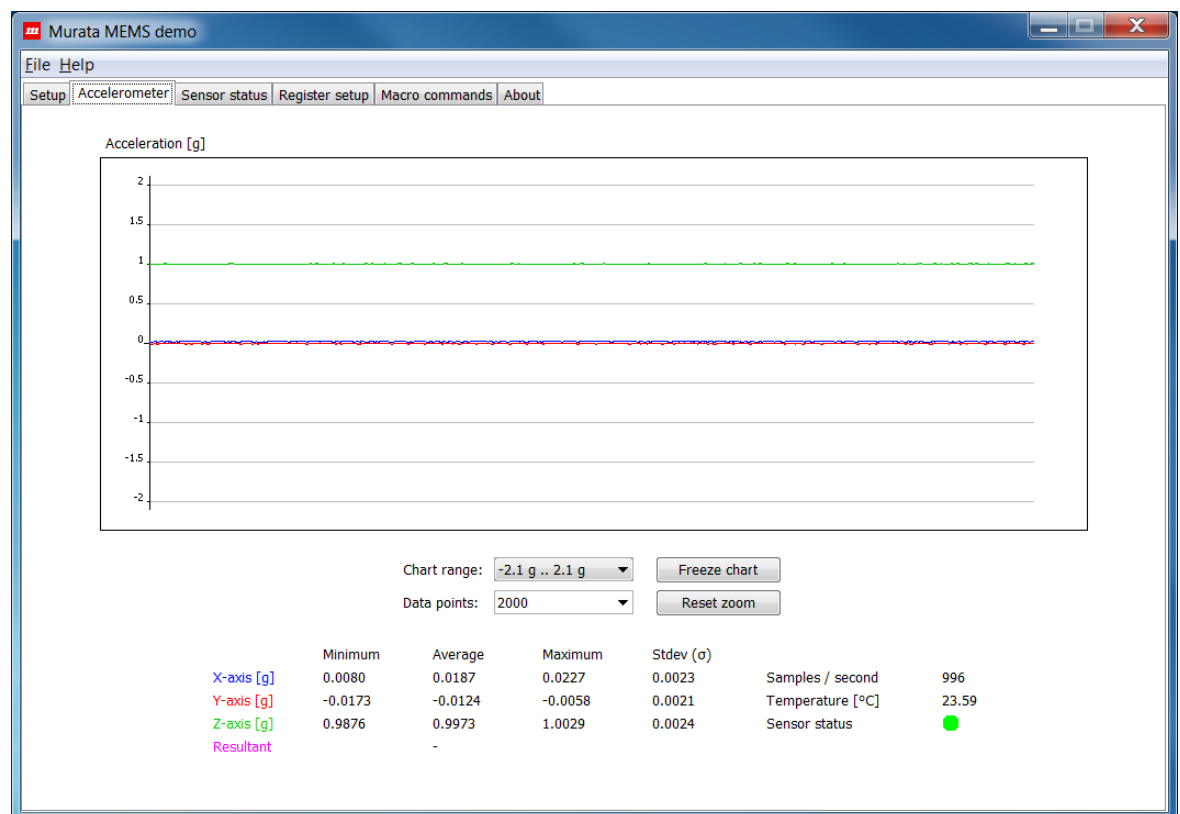 m Murata MEMS demo
File Help
Setup Accelerometer Sensor status Register setup Macro commands About
Acceleration [g]
2
1.5
1
0.5
0
-0.5
-1
-1.5
-2
Chart range: -2.1 g .. 2.1 g Freeze chart
Data points: 2000 Reset zoom
Minimum Average Maximum Stdev (σ)
X-axis [g] 0.0080 0.0187 0.0227 0.0023 Samples / second 996
Y-axis [g] -0.0173 -0.0124 -0.0058 0.0021 Temperature [°C] 23.59
Z-axis [g] 0.9876 0.9973 1.0029 0.0024 Sensor status
Resultant -